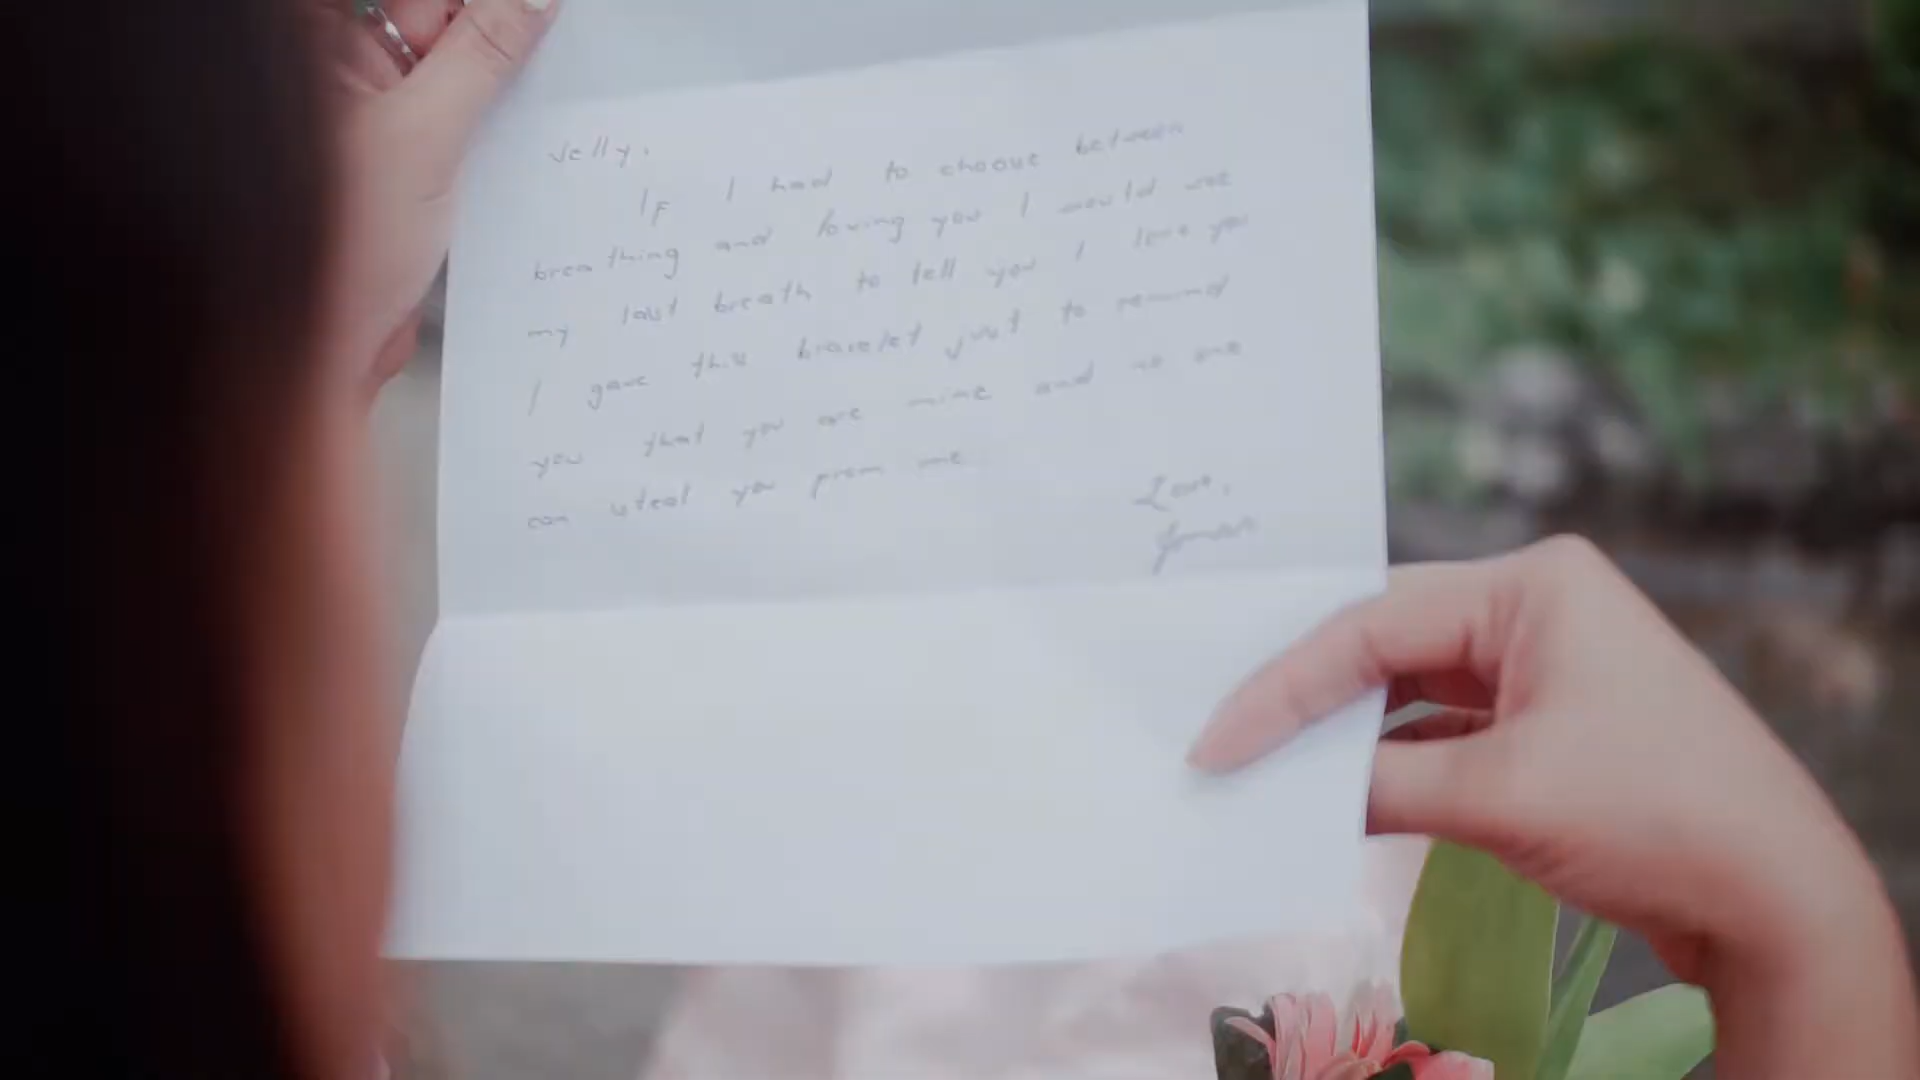 Jelly,
If I had to choose between
breathing and loving you I would use
my last breath to tell you I love you
I gave this bracelet just to remind
you that you are mine and no one
can steal you prom me
Love,